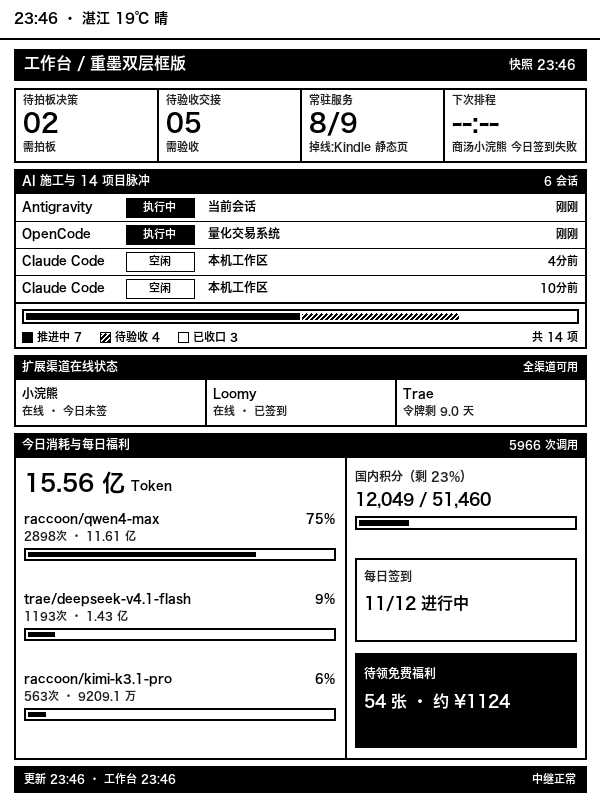 23:46 · 湛江 19℃ 晴
工作台 / 重墨双层框版 快照 23:46
待拍板决策 待验收交接 常驻服务 下次排程
02 05 8/9 --:--
需拍板 需验收 掉线:Kindle 静态页 商汤小浣熊 今日签到失败
AI 施工与 14 项目脉冲 6 会话
Antigravity 执行中 当前会话 刚刚
OpenCode 执行中 量化交易系统 刚刚
Claude Code 空闲 本机工作区 4分前
Claude Code 空闲 本机工作区 10分前
推进中 7 待验收 4 已收口 3 共 14 项
扩展渠道在线状态 全渠道可用
小浣熊 Loomy Trae
在线 · 今日未签 在线 · 已签到 令牌剩 9.0 天
今日消耗与每日福利 5966 次调用
15.56 亿 Token
raccoon/qwen4-max 75%
2898次 · 11.61 亿
trae/deepseek-v4.1-flash 9%
1193次 · 1.43 亿
raccoon/kimi-k3.1-pro 6%
563次 · 9209.1 万
国内积分（剩 23%）
12,049 / 51,460
每日签到
11/12 进行中
待领免费福利
54 张 · 约 ¥1124
更新 23:46 · 工作台 23:46 中继正常